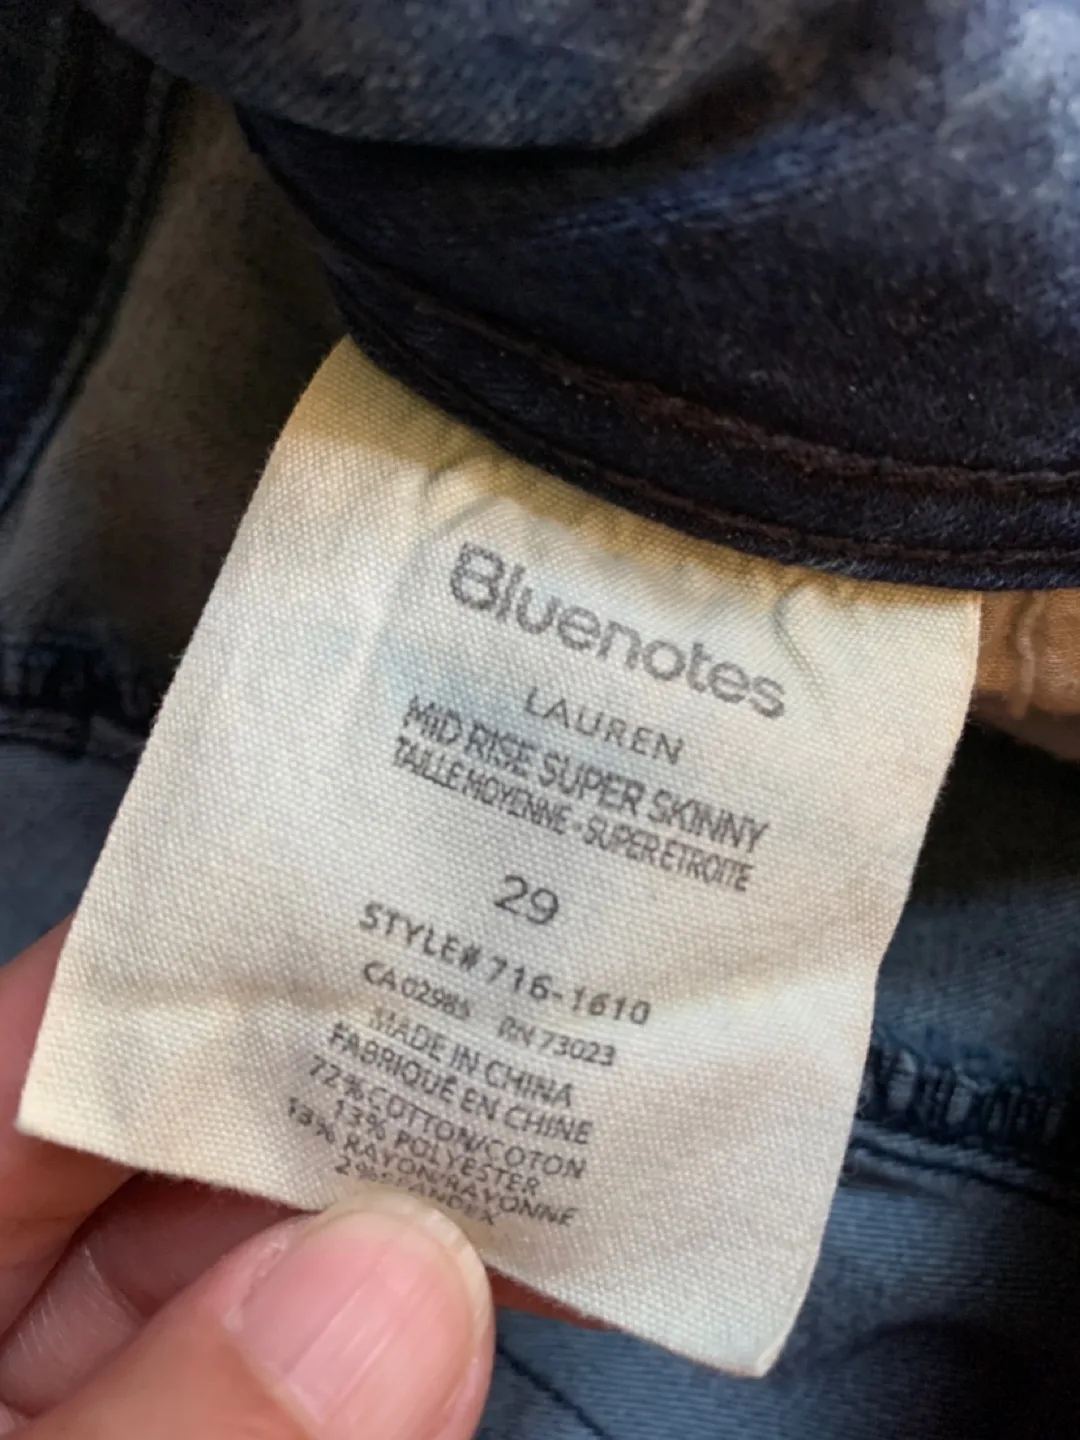 Bluenotes
LAUREN
MID RISE SUPER SKINNY
TAILLE MOYENNE - SUPER ETROITE
29
STYLE# 716-1610
CA 02985 RN 73023
MADE IN CHINA
FABRIQUÉ EN CHINE
72% COTTON/COTON
13% POLYESTER
13% RAYON/RAYONNE
2%